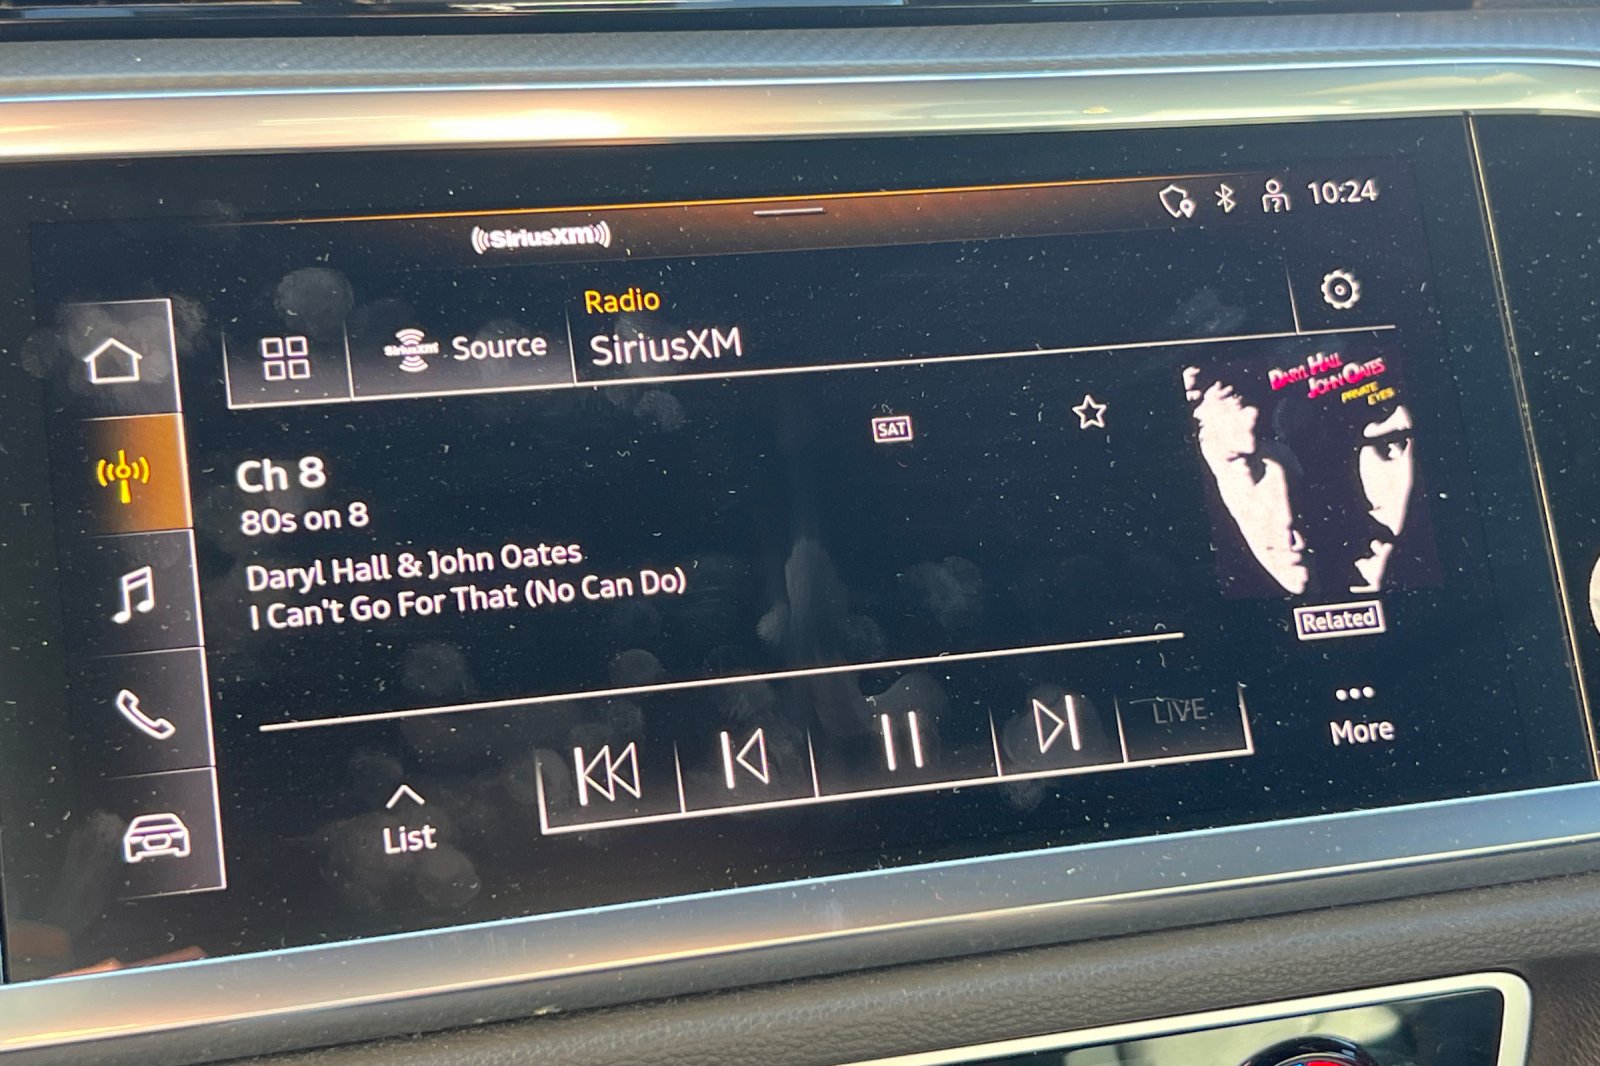 10:24
((SiriusXM))
Radio
SiriusXM
SiriusXM Source
DARYL HALL
JOHN OATES
PRIVATE
EYES
SAT
Ch 8
80s on 8
Daryl Hall & John Oates
I Can't Go For That (No Can Do)
Related
LIVE
More
List